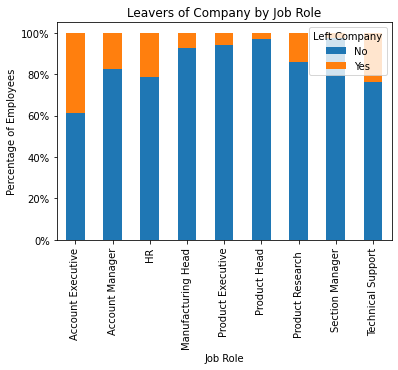 Leavers of Company by Job Role
Left Company
No
Yes
Percentage of Employees
100%
80%
60%
40%
20%
0%
Account Executive
Account Manager
HR
Manufacturing Head
Product Executive
Product Head
Product Research
Section Manager
Technical Support
Job Role